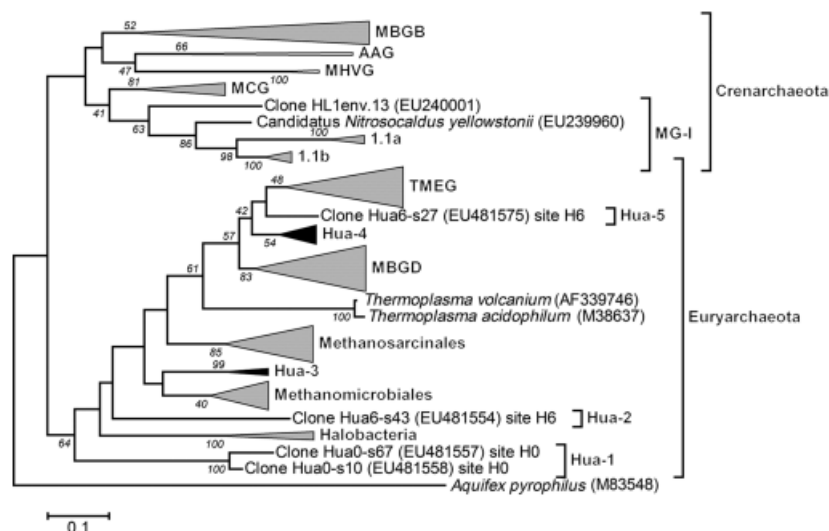 52
MBGB
66
AAG
47
100
MHVG
81
MCG
Crenarchaeota
41
Clone HL1env.13 (EU240001)
63
Candidatus Nitrosocaldus yellowstonii (EU239960)
MG-I
86
100
1.1a
98
100
1.1b
48
TMEG
42
Clone Hua6-s27 (EU481575) site H6
Hua-5
57
54
Hua-4
61
83
MBGD
Thermoplasma volcanium (AF339746)
100
Thermoplasma acidophilum (M38637)
Euryarchaeota
85
Methanosarcinales
99
Hua-3
40
Methanomicrobiales
Clone Hua6-s43 (EU481554) site H6
Hua-2
64
100
Halobacteria
Clone Hua0-s67 (EU481557) site H0
Hua-1
100
Clone Hua0-s10 (EU481558) site H0
Aquifex pyrophilus (M83548)
0.1